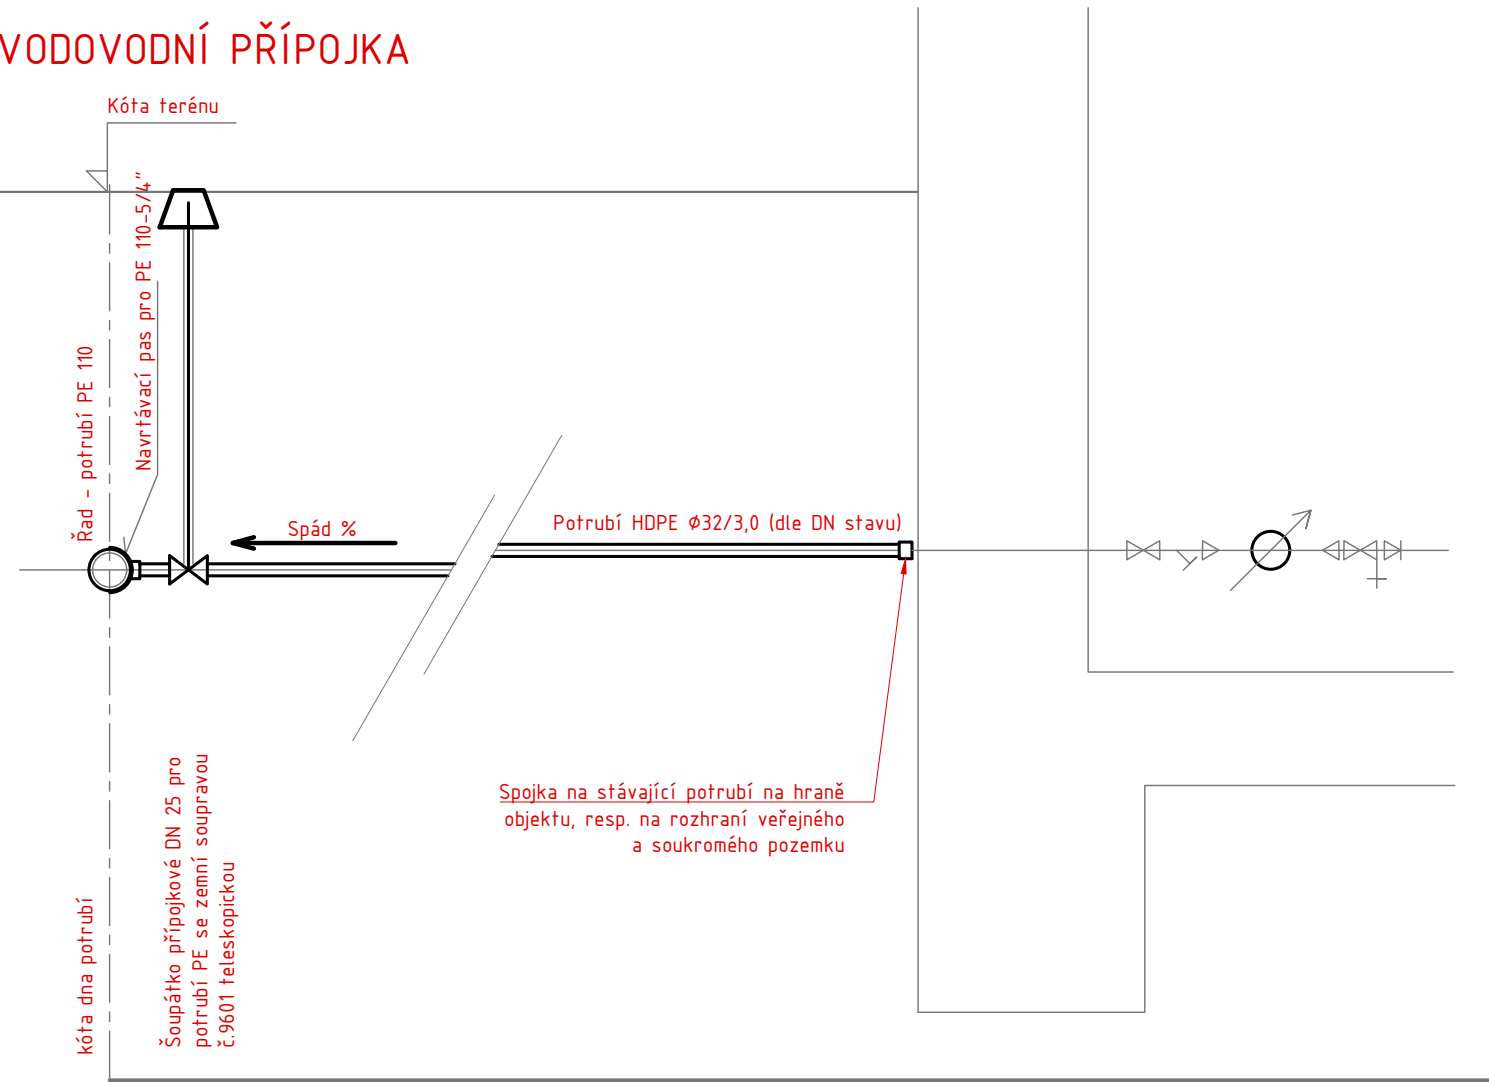 VODOVODNÍ PŘÍPOJKA
Kóta terénu
Navrtávací pas pro PE 110-5/4"
Řad - potrubí PE 110
Spád %
Potrubí HDPE Ø32/3,0 (dle DN stavu)
Spojka na stávající potrubí na hraně
objektu, resp. na rozhraní veřejného
a soukromého pozemku
kóta dna potrubí
Šoupátko přípojkové DN 25 pro
potrubí PE se zemní soupravou
č.9601 teleskopickou